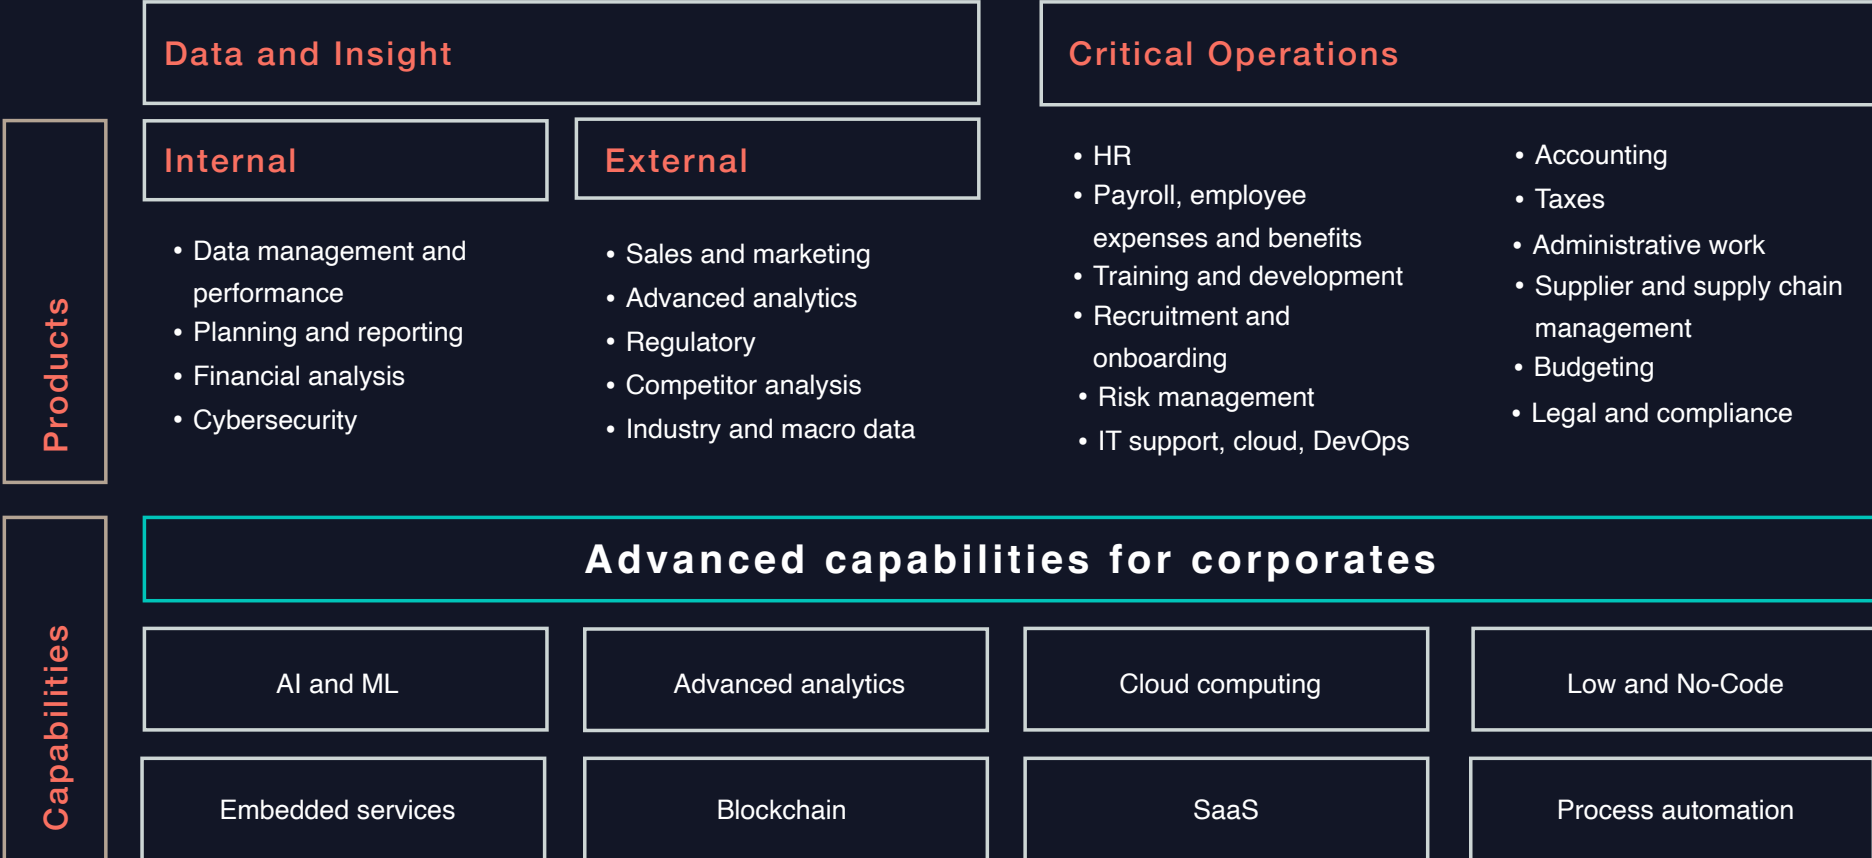 Data and Insight
Critical Operations
Products
Internal
• Data management and
performance
• Planning and reporting
• Financial analysis
• Cybersecurity
External
• Sales and marketing
• Advanced analytics
• Regulatory
• Competitor analysis
• Industry and macro data
• HR
• Payroll, employee
expenses and benefits
• Training and development
• Recruitment and
onboarding
• Risk management
• IT support, cloud, DevOps
• Accounting
• Taxes
• Administrative work
• Supplier and supply chain
management
• Budgeting
• Legal and compliance
Capabilities
Advanced capabilities for corporates
AI and ML
Advanced analytics
Cloud computing
Low and No-Code
Embedded services
Blockchain
SaaS
Process automation